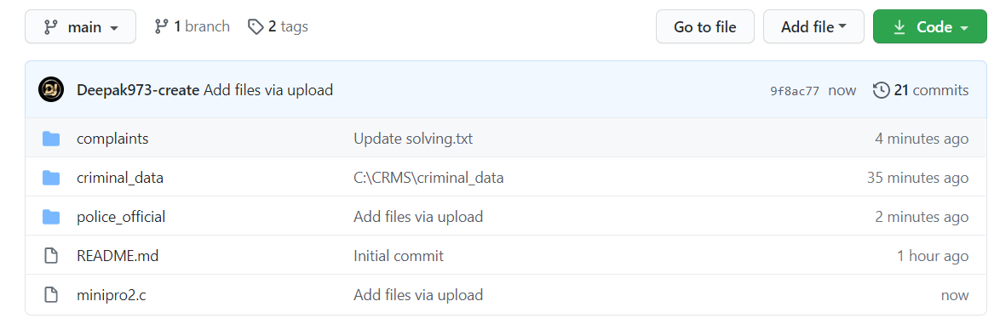 main 1 branch 2 tags Go to file Add file Code
DJ Deepak973-create Add files via upload 9f8ac77 now 21 commits
complaints Update solving.txt 4 minutes ago
criminal_data C:\CRMS\criminal_data 35 minutes ago
police_official Add files via upload 2 minutes ago
README.md Initial commit 1 hour ago
minipro2.c Add files via upload now